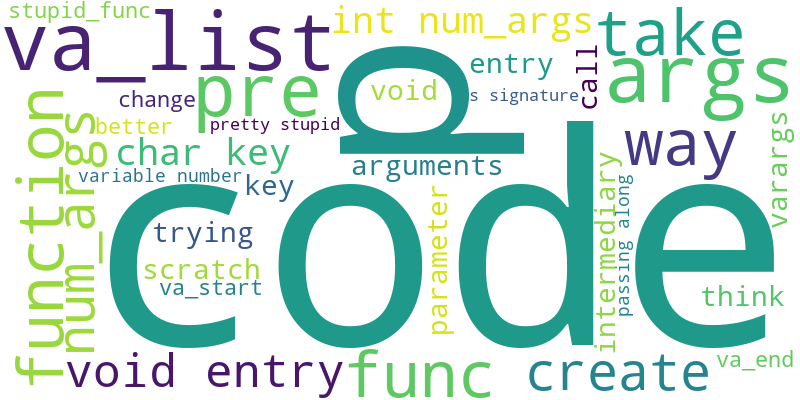 stupid_func
va_list
int num_args
take
pre
p
entry
call
args
change
void
s signature
better
pretty stupid
function
num_args
char key
arguments
way
varargs
variable number
key
code
trying
parameter
intermediary
passing along
scratch
va_start
think
void entry
func
create
va_end